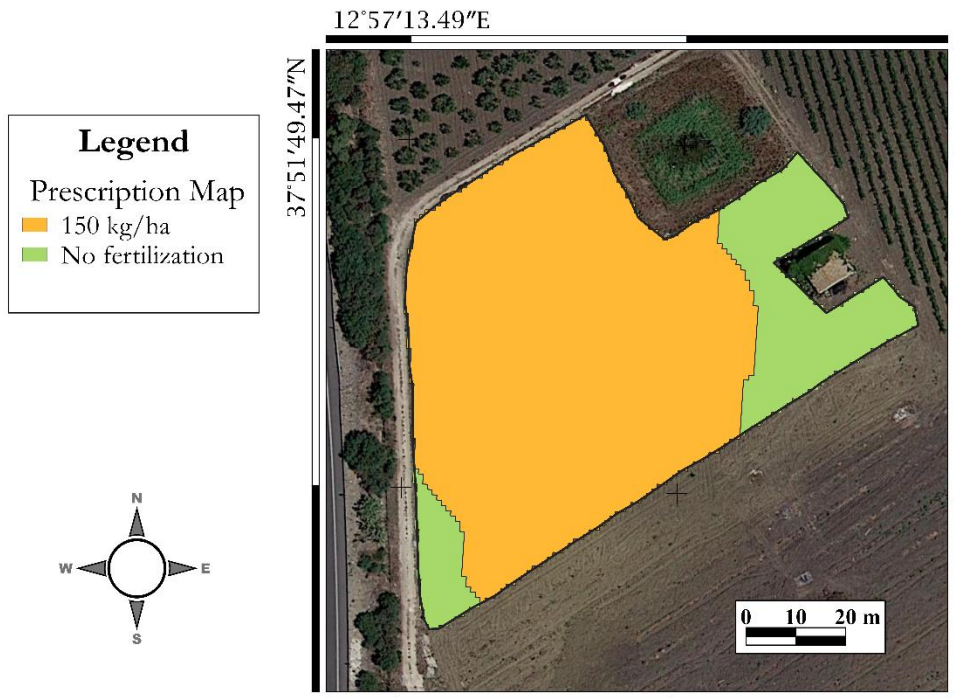 12°57′13.49″E
37°51′49.47″N
Legend
Prescription Map
150 kg/ha
No fertilization
N
W E
S
0 10 20 m